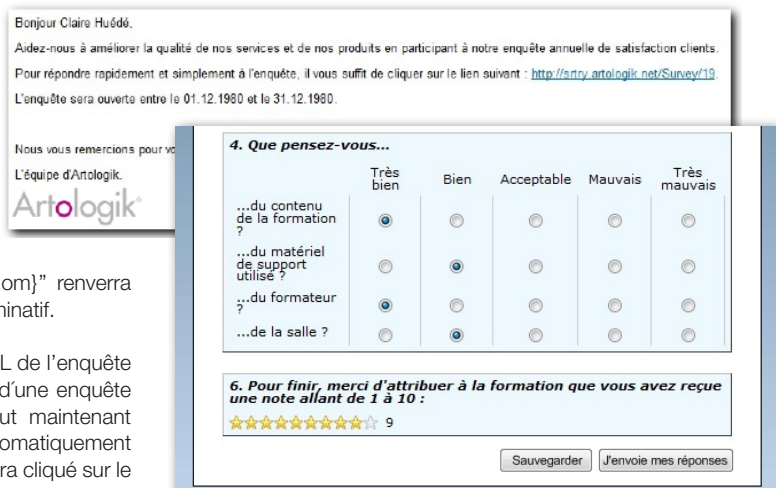 Bonjour Claire Huédé,
Aidez-nous à améliorer la qualité de nos services et de nos produits en participant à notre enquête annuelle de satisfaction clients.
Pour répondre rapidement et simplement à l'enquête, il vous suffit de cliquer sur le lien suivant : http://srtry.artologik.net/Survey/19.
L'enquête sera ouverte entre le 01.12.1980 et le 31.12.1980.
Nous vous remercions pour
L'équipe d'Artologik.
Artologik
om}” renverra
ninatif.
L de l'enquête
d´une enquête
ut maintenant
omatiquement
ra cliqué sur le
4. Que pensez-vous...
Très bien Bien Acceptable Mauvais Très mauvais
...du contenu
de la formation
?
...du matériel
de support
utilisé ?
...du formateur
?
...de la salle ?
6. Pour finir, merci d'attribuer à la formation que vous avez reçue
une note allant de 1 à 10 :
9
Sauvegarder J'envoie mes réponses